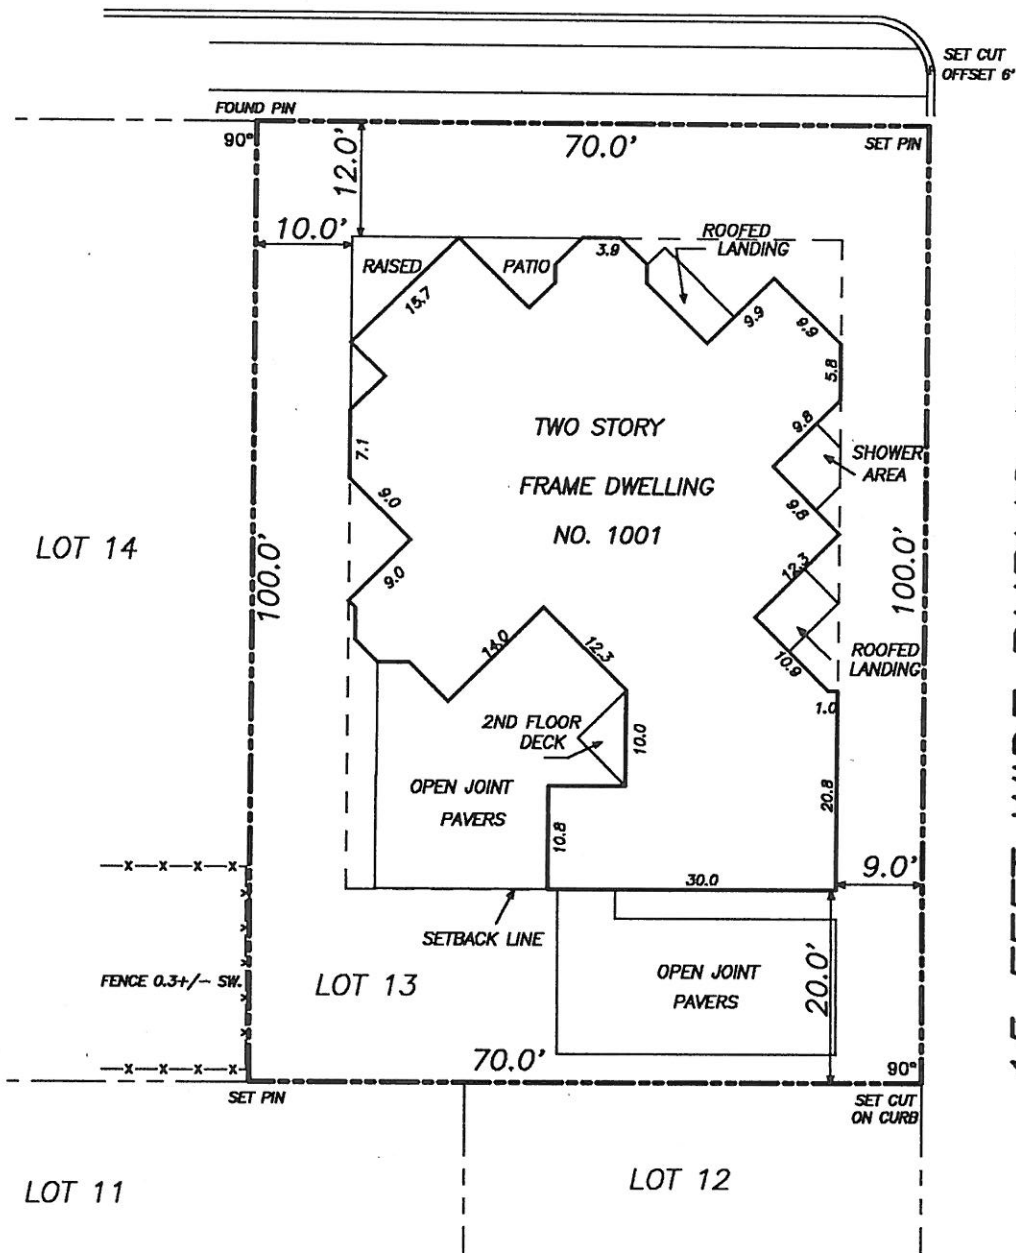 SET CUT
OFFSET 6'
FOUND PIN
90°
70.0'
SET PIN
12.0'
10.0'
RAISED
PATIO
3.9
ROOFED
LANDING
15.7
9.9
9.9
5.8
TWO STORY
FRAME DWELLING
NO. 1001
7.1
9.8
SHOWER
AREA
9.0
9.8
LOT 14
100.0'
100.0'
9.0
12.3
14.0
12.3
10.9
ROOFED
LANDING
1.0
2ND FLOOR
DECK
10.0
OPEN JOINT
PAVERS
20.8
10.8
30.0
9.0'
X X X X
SETBACK LINE
FENCE 0.3+/- SW.
LOT 13
OPEN JOINT
PAVERS
20.0'
70.0'
X X X X
90°
SET PIN
SET CUT
ON CURB
LOT 11
LOT 12